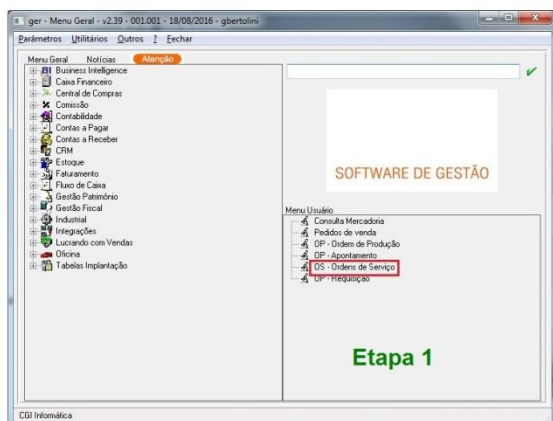 ger - Menu Geral - v2.39 - 001.001 - 18/08/2016 - gbertolini
Parâmetros Utilitários Outros ? Fechar
Menu Geral Notícias Atenção
BI Business Intelligence
Caixa Financeiro
Central de Compras
Comissão
Contabilidade
Contas a Pagar
Contas a Receber
CRM
Estoque
Faturamento
Fluxo de Caixa
Gestão Patrimônio
Gestão Fiscal
Industrial
Integrações
Lucrando com Vendas
Oficina
Tabelas Implantação
SOFTWARE DE GESTÃO
Menu Usuário
Consulta Mercadoria
Pedidos de venda
OP - Ordem de Produção
OP - Apontamento
OS - Ordens de Serviço
OP - Requisição
Etapa 1
CGI Informática